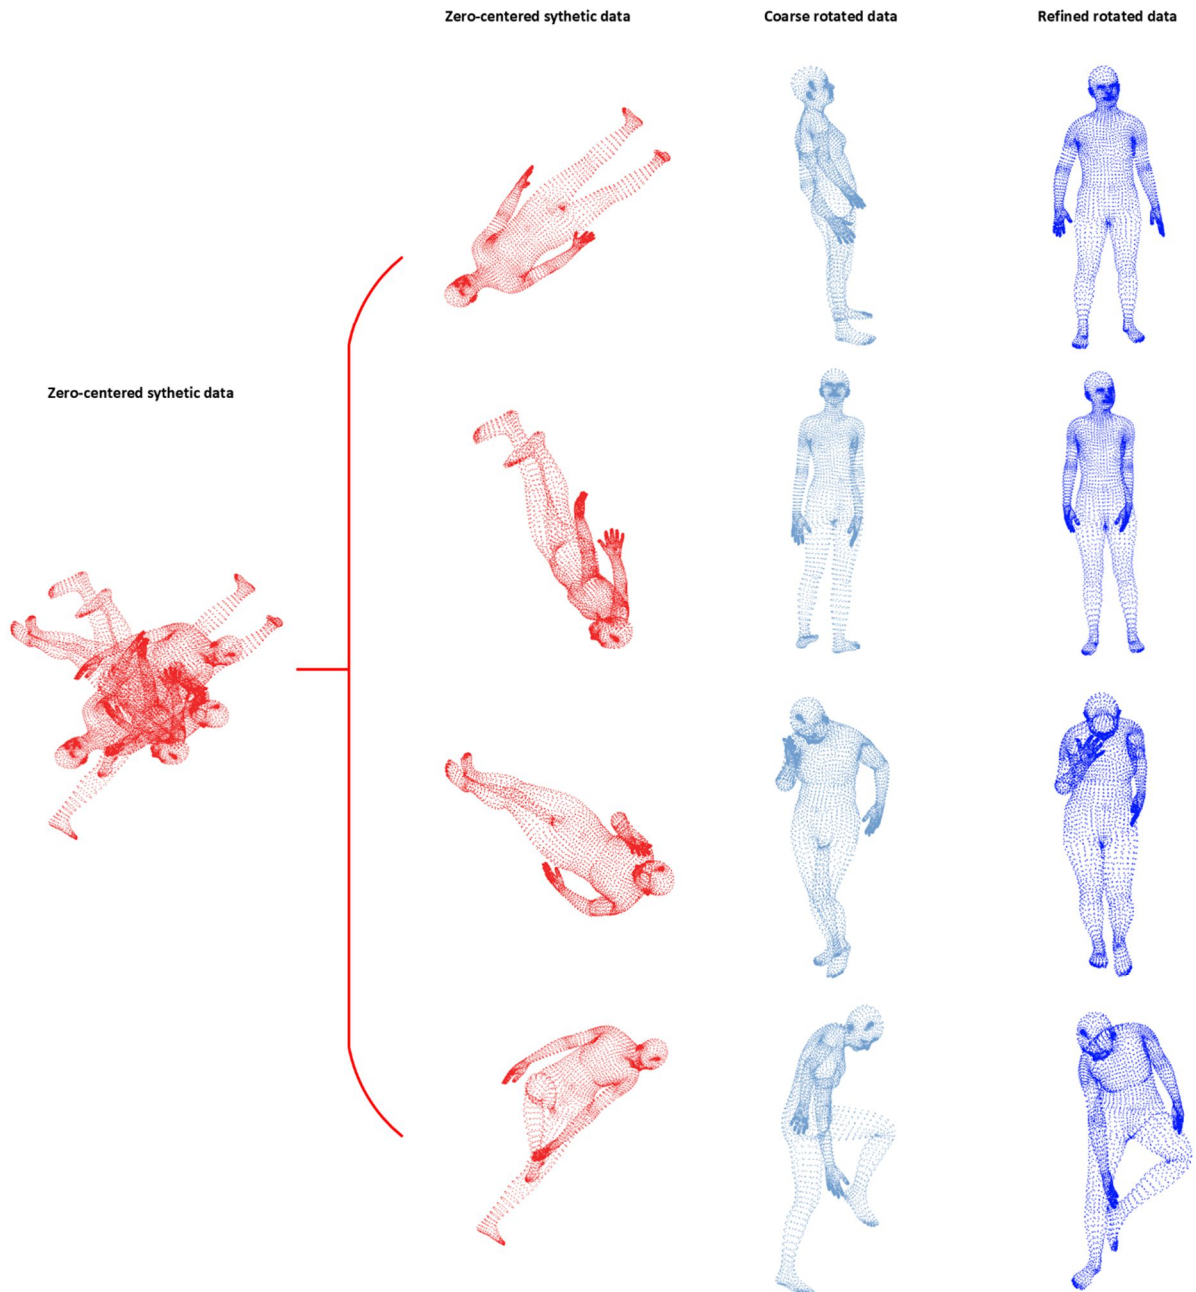 Zero-centered sythetic data
Coarse rotated data
Refined rotated data
Zero-centered sythetic data